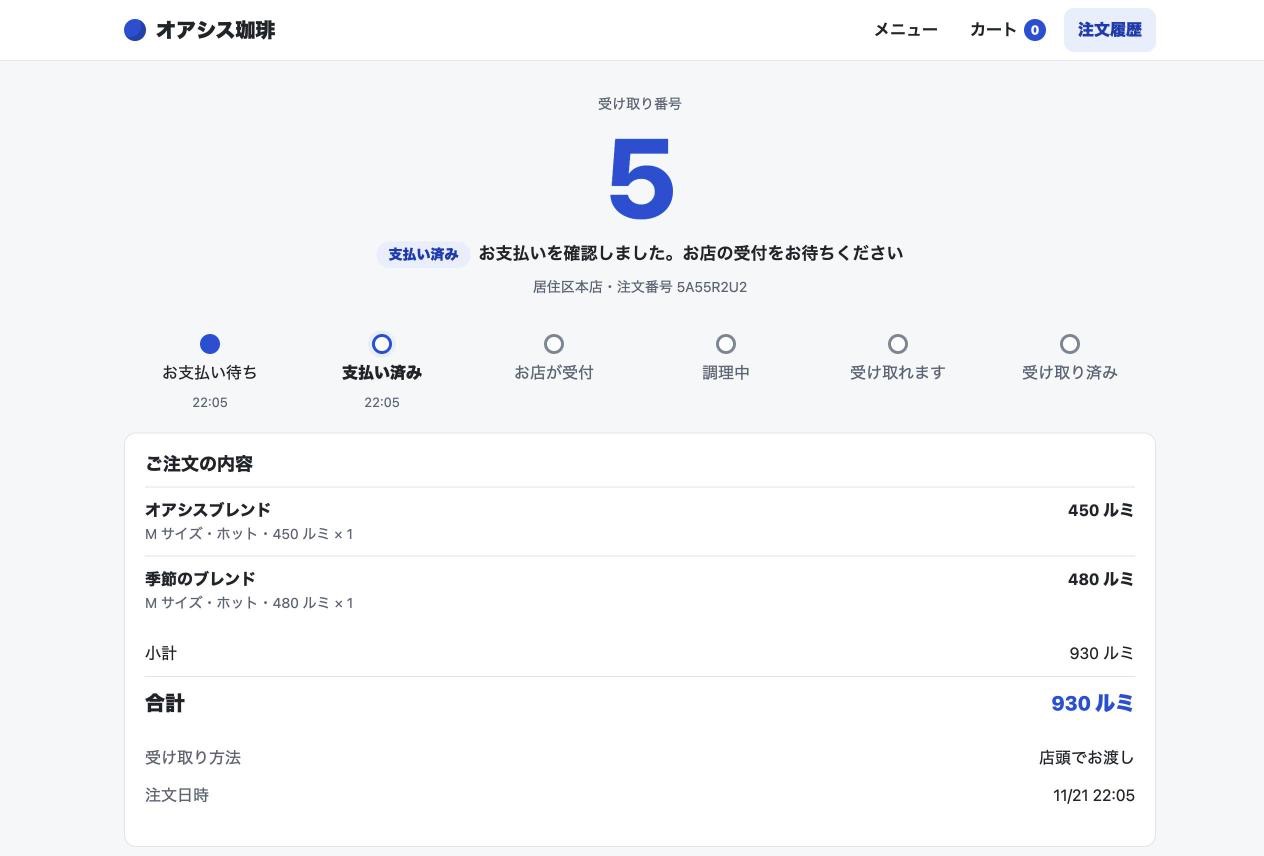 オアシス珈琲
メニュー
カート 0
注文履歴
受け取り番号
5
支払い済み お支払いを確認しました。お店の受付をお待ちください
居住区本店・注文番号 5A55R2U2
お支払い待ち
22:05
支払い済み
22:05
お店が受付
調理中
受け取れます
受け取り済み
ご注文の内容
オアシスブレンド 450 ルミ
M サイズ・ホット・450 ルミ × 1
季節のブレンド 480 ルミ
M サイズ・ホット・480 ルミ × 1
小計 930 ルミ
合計 930 ルミ
受け取り方法 店頭でお渡し
注文日時 11/21 22:05